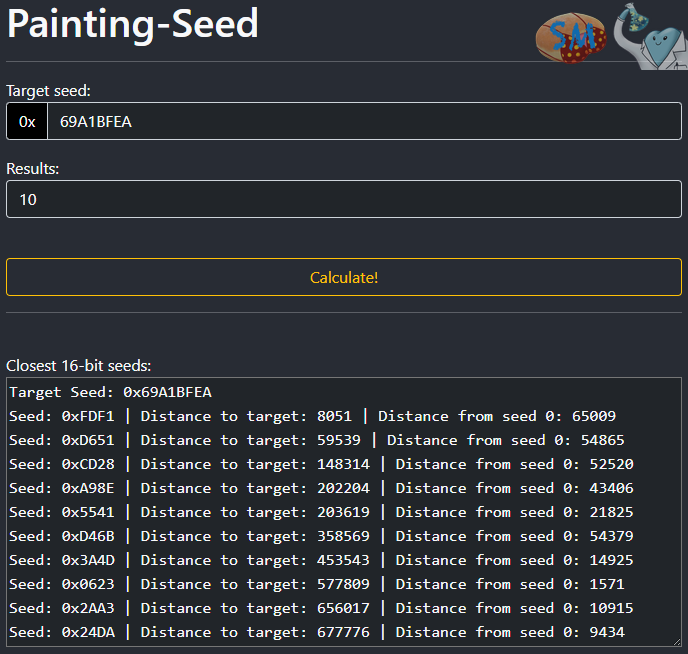 Painting-Seed
SM
Target seed:
0x 69A1BFEA
Results:
10
Calculate!
Closest 16-bit seeds:
Target Seed: 0x69A1BFEA
Seed: 0xFDF1 | Distance to target: 8051 | Distance from seed 0: 65009
Seed: 0xD651 | Distance to target: 59539 | Distance from seed 0: 54865
Seed: 0xCD28 | Distance to target: 148314 | Distance from seed 0: 52520
Seed: 0xA98E | Distance to target: 202204 | Distance from seed 0: 43406
Seed: 0x5541 | Distance to target: 203619 | Distance from seed 0: 21825
Seed: 0xD46B | Distance to target: 358569 | Distance from seed 0: 54379
Seed: 0x3A4D | Distance to target: 453543 | Distance from seed 0: 14925
Seed: 0x0623 | Distance to target: 577809 | Distance from seed 0: 1571
Seed: 0x2AA3 | Distance to target: 656017 | Distance from seed 0: 10915
Seed: 0x24DA | Distance to target: 677776 | Distance from seed 0: 9434